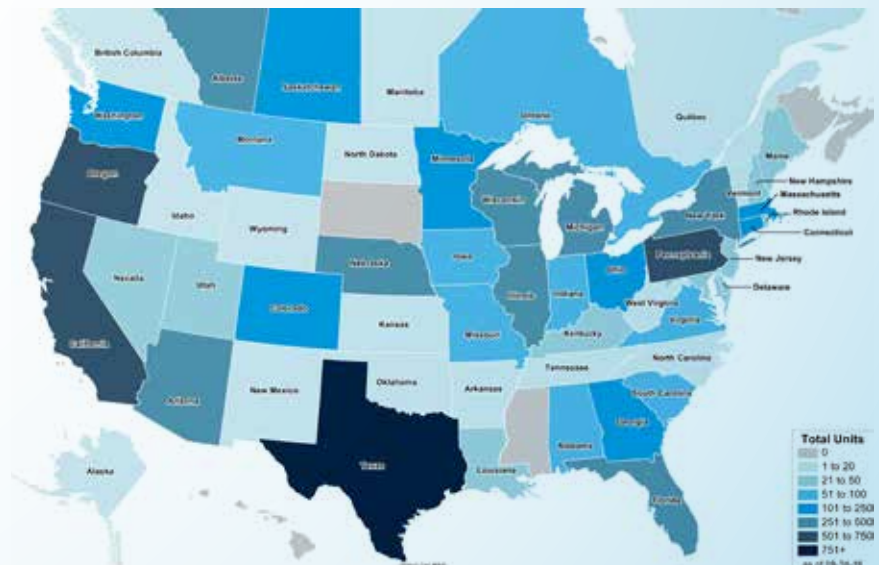 British Columbia
Alberta
Saskatchewan
Manitoba
Ontario
Québec
Washington
Montana
North Dakota
Minnesota
Maine
New Hampshire
Massachusetts
Vermont
Oregon
Idaho
Wyoming
Wisconsin
Michigan
New York
Rhode Island
Connecticut
Nebraska
Iowa
Pennsylvania
New Jersey
Nevada
Utah
Colorado
Illinois
Indiana
Ohio
Delaware
West Virginia
California
Kansas
Missouri
Kentucky
Virginia
Arizona
New Mexico
Oklahoma
Arkansas
Tennessee
North Carolina
South Carolina
Alaska
Texas
Louisiana
Alabama
Georgia
Florida
Total Units
0
1 to 20
21 to 50
51 to 100
101 to 250
251 to 500
501 to 750
751+